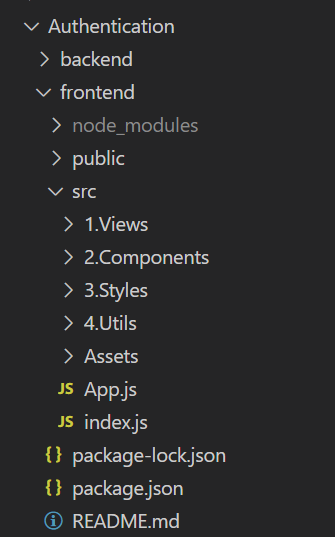 Authentication
backend
frontend
node_modules
public
src
1.Views
2.Components
3.Styles
4.Utils
Assets
JS App.js
JS index.js
{} package-lock.json
{} package.json
README.md